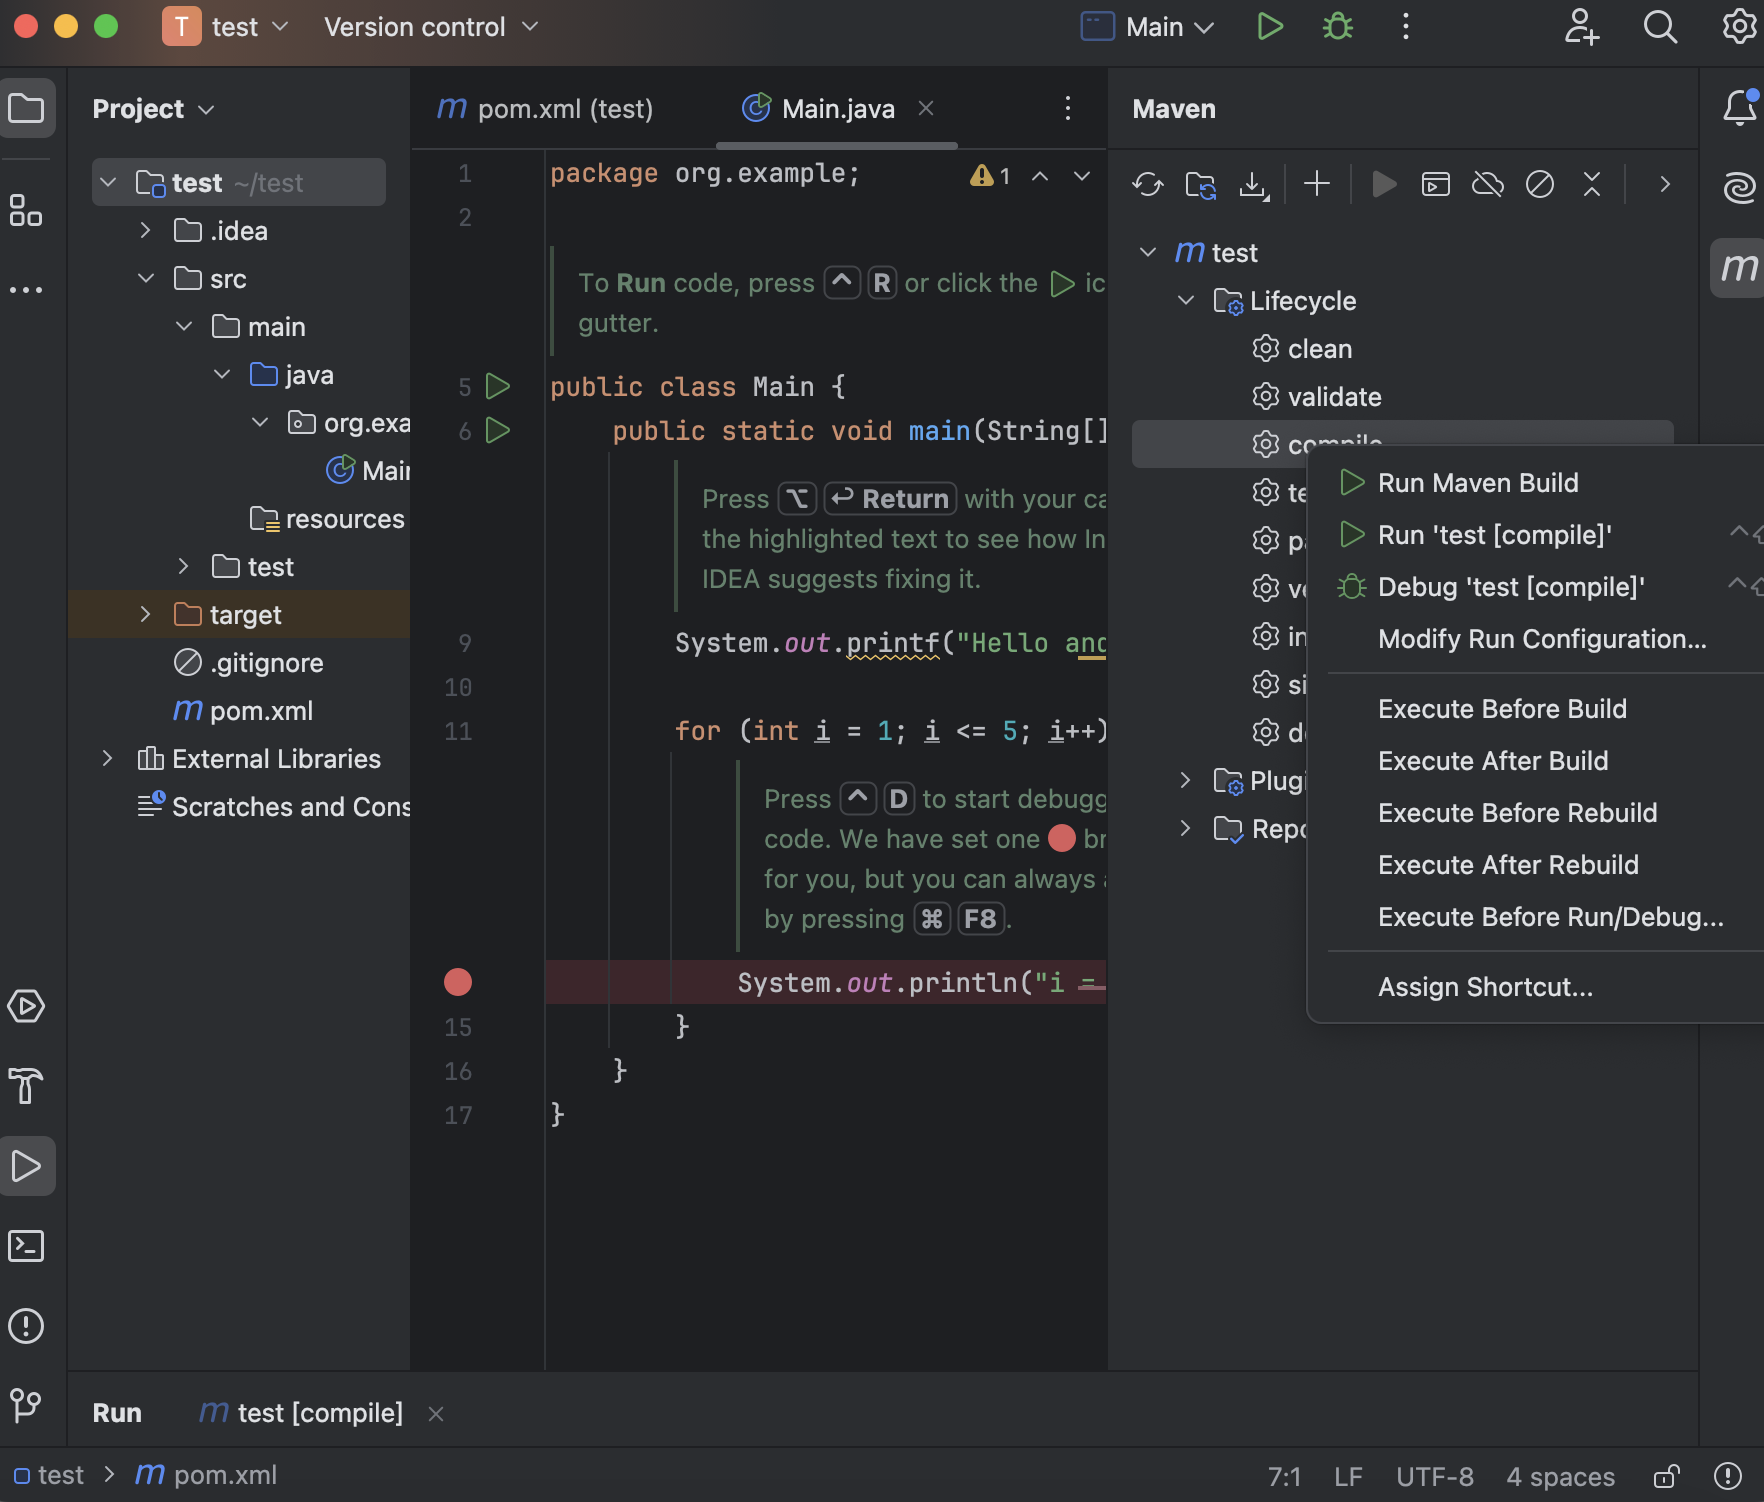 T test Version control Main
Project
test ~/test
.idea
src
main
java
org.exa
Mair
resources
test
target
.gitignore
pom.xml
External Libraries
Scratches and Cons
m pom.xml (test) Main.java
1 package org.example; 1
2
To Run code, press ^ R or click the ic
gutter.
5 public class Main {
6 public static void main(String[]
Press ⌥ ↩ Return with your ca
the highlighted text to see how In
IDEA suggests fixing it.
9 System.out.printf("Hello and
10
11 for (int i = 1; i <= 5; i++)
Press ^ D to start debugg
code. We have set one br
for you, but you can always a
by pressing ⌘ F8.
System.out.println("i =
15 }
16 }
17 }
Maven
m test
Lifecycle
clean
validate
compile
te
pa
ve
in
si
de
Plugi
Repo
Run Maven Build
Run 'test [compile]'
Debug 'test [compile]'
Modify Run Configuration...
Execute Before Build
Execute After Build
Execute Before Rebuild
Execute After Rebuild
Execute Before Run/Debug...
Assign Shortcut...
Run m test [compile]
test > m pom.xml 7:1 LF UTF-8 4 spaces